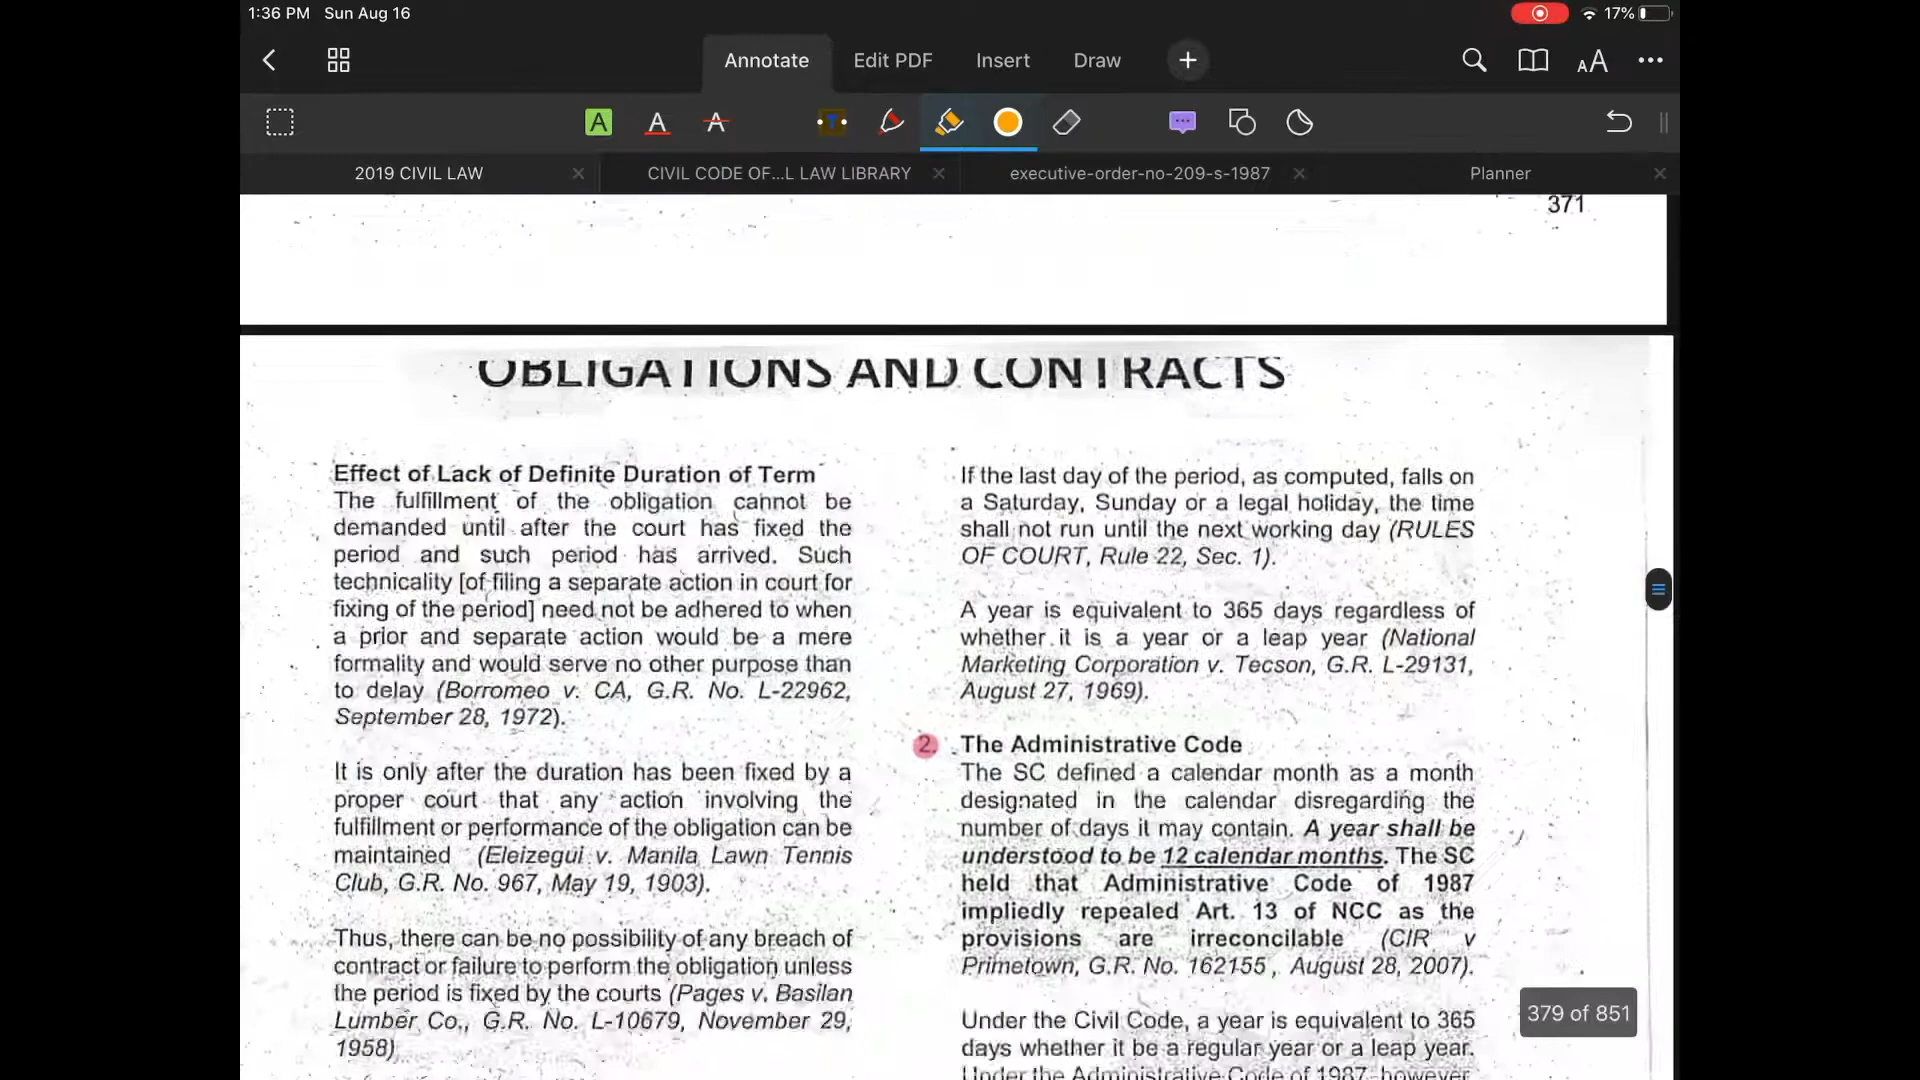 1:36 PM Sun Aug 16
17%
Annotate
Edit PDF
Insert
Draw
2019 CIVIL LAW
CIVIL CODE OF...L LAW LIBRARY
executive-order-no-209-s-1987
Planner
371
OBLIGATIONS AND CONTRACTS
Effect of Lack of Definite Duration of Term
The fulfillment of the obligation cannot be
demanded until after the court has fixed the
period and such period has arrived. Such
technicality [of filing a separate action in court for
fixing of the period] need not be adhered to when
a prior and separate action would be a mere
formality and would serve no other purpose than
to delay (Borromeo v. CA, G.R. No. L-22962,
September 28, 1972).
It is only after the duration has been fixed by a
proper court that any action involving the
fulfillment or performance of the obligation can be
maintained (Eleizegui v. Manila Lawn Tennis
Club, G.R. No. 967, May 19, 1903).
Thus, there can be no possibility of any breach of
contract or failure to perform the obligation unless
the period is fixed by the courts (Pages v. Basilan
Lumber Co., G.R. No. L-10679, November 29,
1958)
If the last day of the period, as computed, falls on
a Saturday, Sunday or a legal holiday, the time
shall not run until the next working day (RULES
OF COURT, Rule 22, Sec. 1).
A year is equivalent to 365 days regardless of
whether it is a year or a leap year (National
Marketing Corporation v. Tecson, G.R. L-29131,
August 27, 1969).
2. The Administrative Code
The SC defined a calendar month as a month
designated in the calendar disregarding the
number of days it may contain. A year shall be
understood to be 12 calendar months. The SC
held that Administrative Code of 1987
impliedly repealed Art. 13 of NCC as the
provisions are irreconcilable (CIR v
Primetown, G.R. No. 162155, August 28, 2007).
Under the Civil Code, a year is equivalent to 365
days whether it be a regular year or a leap year.
Under the Administrative Code of 1987, however,
379 of 851